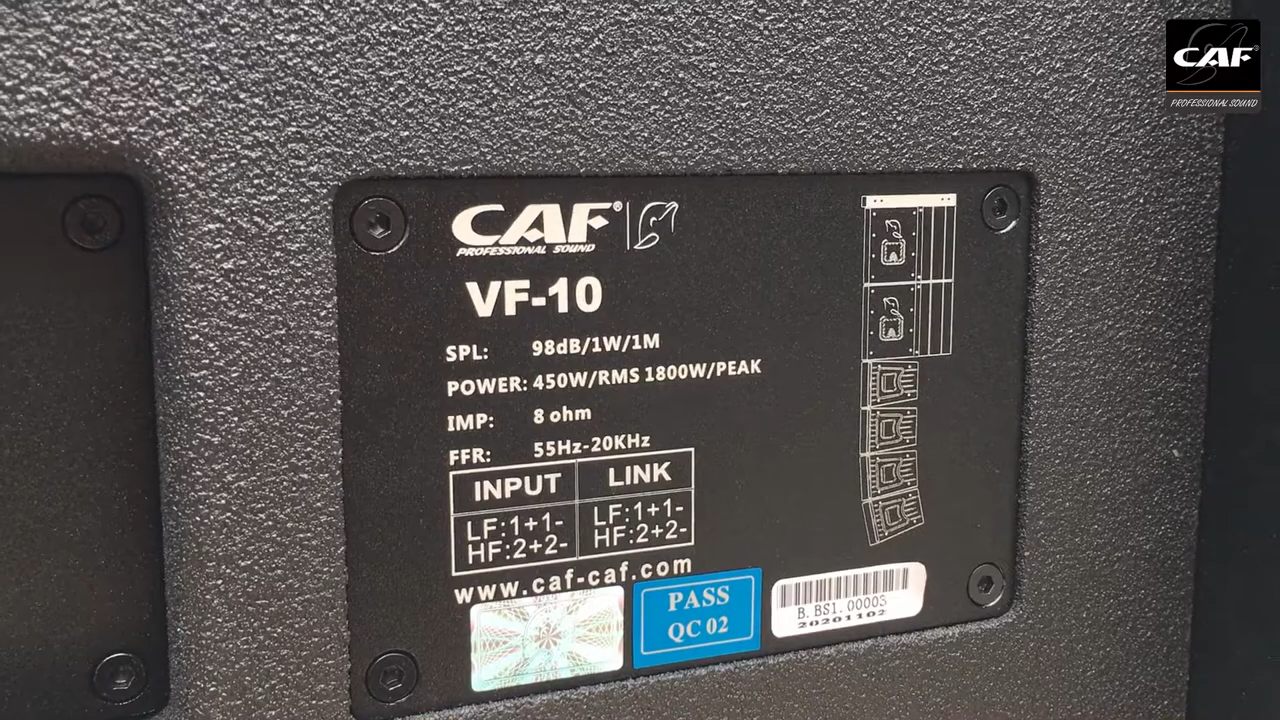 CAF®
PROFESSIONAL SOUND
CAF®
PROFESSIONAL SOUND
VF-10
SPL: 98dB/1W/1M
POWER: 450W/RMS 1800W/PEAK
IMP: 8 ohm
FFR: 55Hz-20KHz
INPUT LINK
LF:1+1- LF:1+1-
HF:2+2- HF:2+2-
www.caf-caf.com
PASS
QC 02
B.BS1.00003
20201102